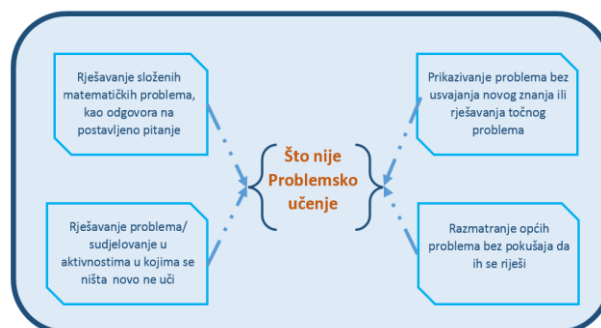 Rješavanje složenih
matematičkih problema,
kao odgovora na
postavljeno pitanje
Prikazivanje problema bez
usvajanja novog znanja ili
rješavanja točnog
problema
Što nije
Problemsko
učenje
Rješavanje problema/
sudjelovanje u
aktivnostima u kojima se
ništa novo ne uči
Razmatranje općih
problema bez pokušaja da
ih se riješi